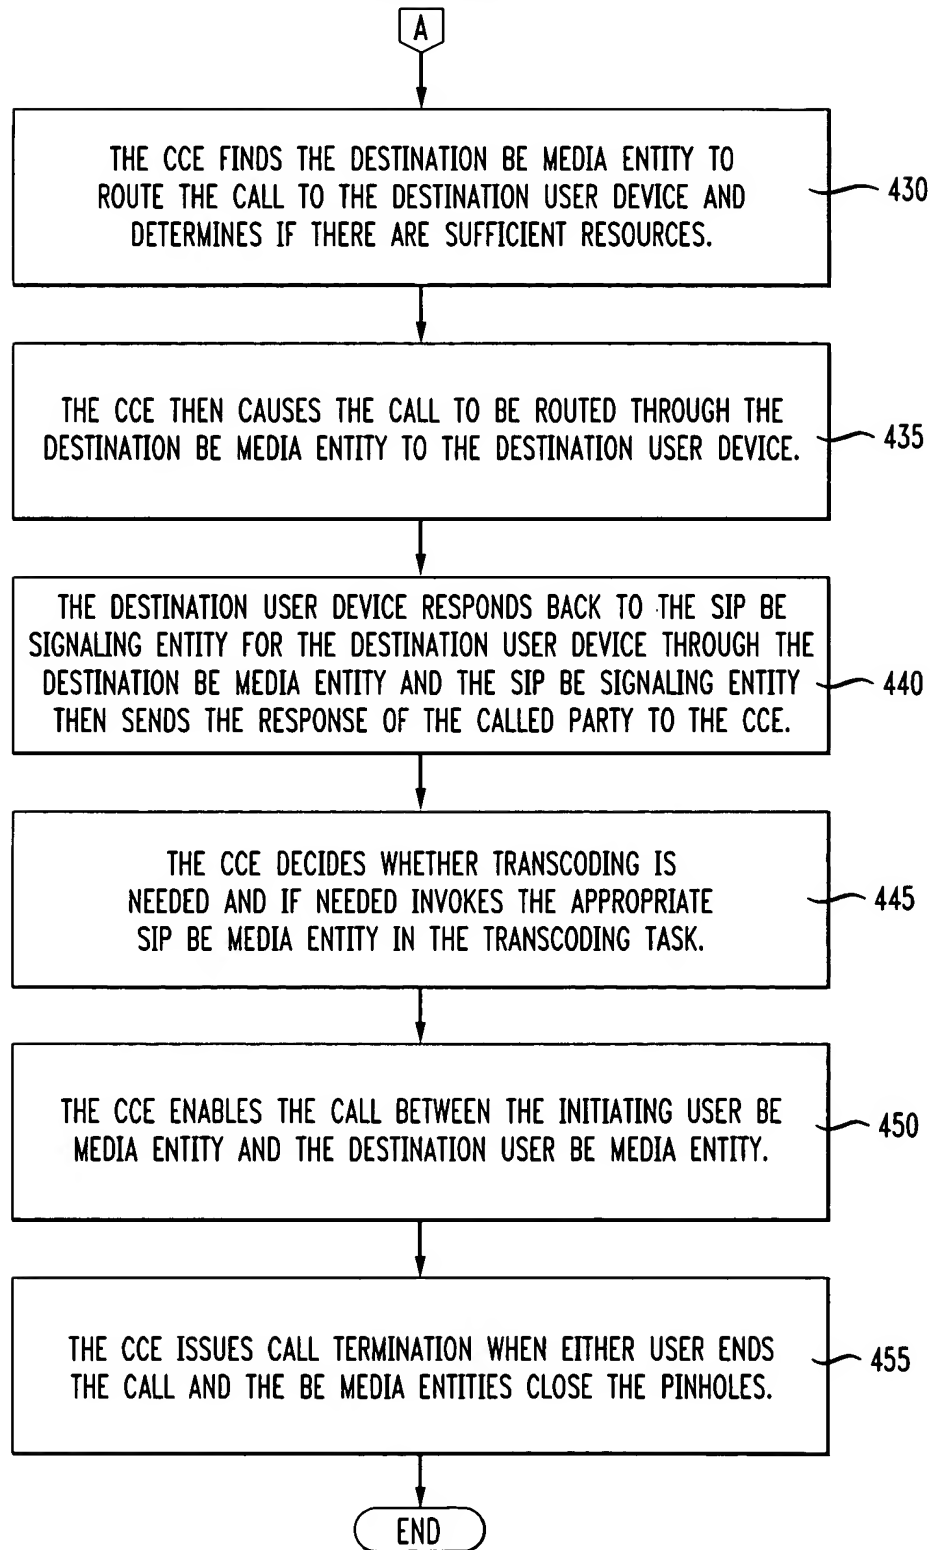 A
THE CCE FINDS THE DESTINATION BE MEDIA ENTITY TO
ROUTE THE CALL TO THE DESTINATION USER DEVICE AND
DETERMINES IF THERE ARE SUFFICIENT RESOURCES.
430
THE CCE THEN CAUSES THE CALL TO BE ROUTED THROUGH THE
DESTINATION BE MEDIA ENTITY TO THE DESTINATION USER DEVICE.
435
THE DESTINATION USER DEVICE RESPONDS BACK TO THE SIP BE
SIGNALING ENTITY FOR THE DESTINATION USER DEVICE THROUGH THE
DESTINATION BE MEDIA ENTITY AND THE SIP BE SIGNALING ENTITY
THEN SENDS THE RESPONSE OF THE CALLED PARTY TO THE CCE.
440
THE CCE DECIDES WHETHER TRANSCODING IS
NEEDED AND IF NEEDED INVOKES THE APPROPRIATE
SIP BE MEDIA ENTITY IN THE TRANSCODING TASK.
445
THE CCE ENABLES THE CALL BETWEEN THE INITIATING USER BE
MEDIA ENTITY AND THE DESTINATION USER BE MEDIA ENTITY.
450
THE CCE ISSUES CALL TERMINATION WHEN EITHER USER ENDS
THE CALL AND THE BE MEDIA ENTITIES CLOSE THE PINHOLES.
455
END